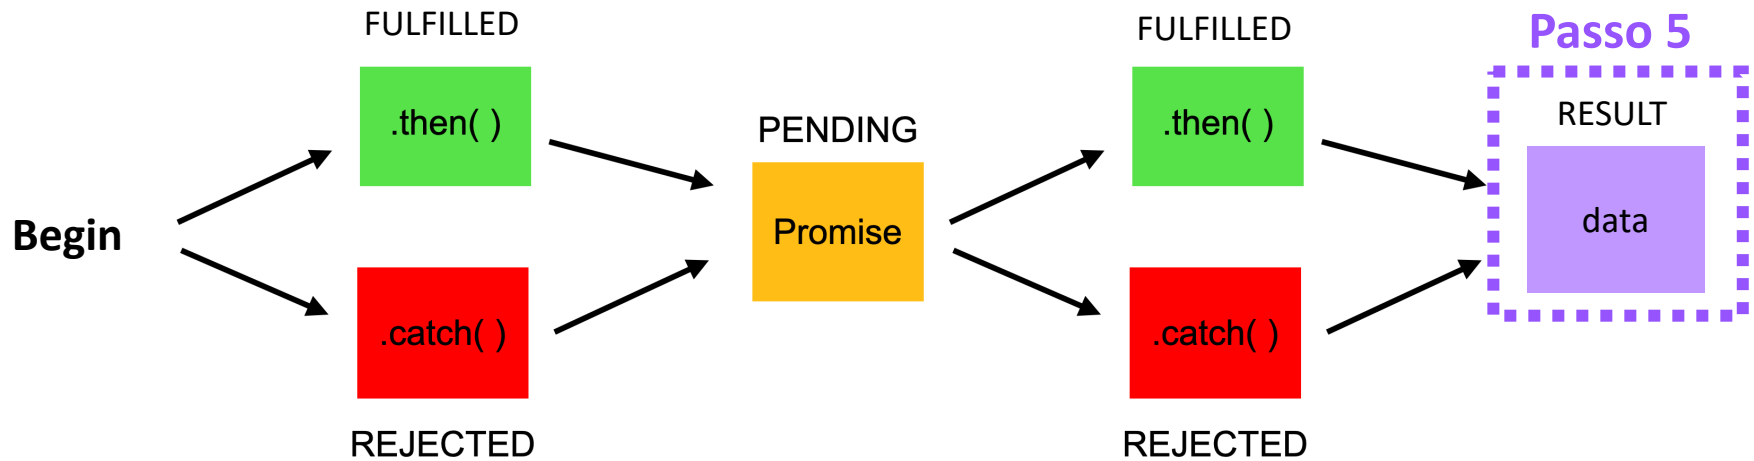 Begin
FULFILLED
.then( )
.catch( )
REJECTED
PENDING
Promise
FULFILLED
.then( )
.catch( )
REJECTED
Passo 5
RESULT
data